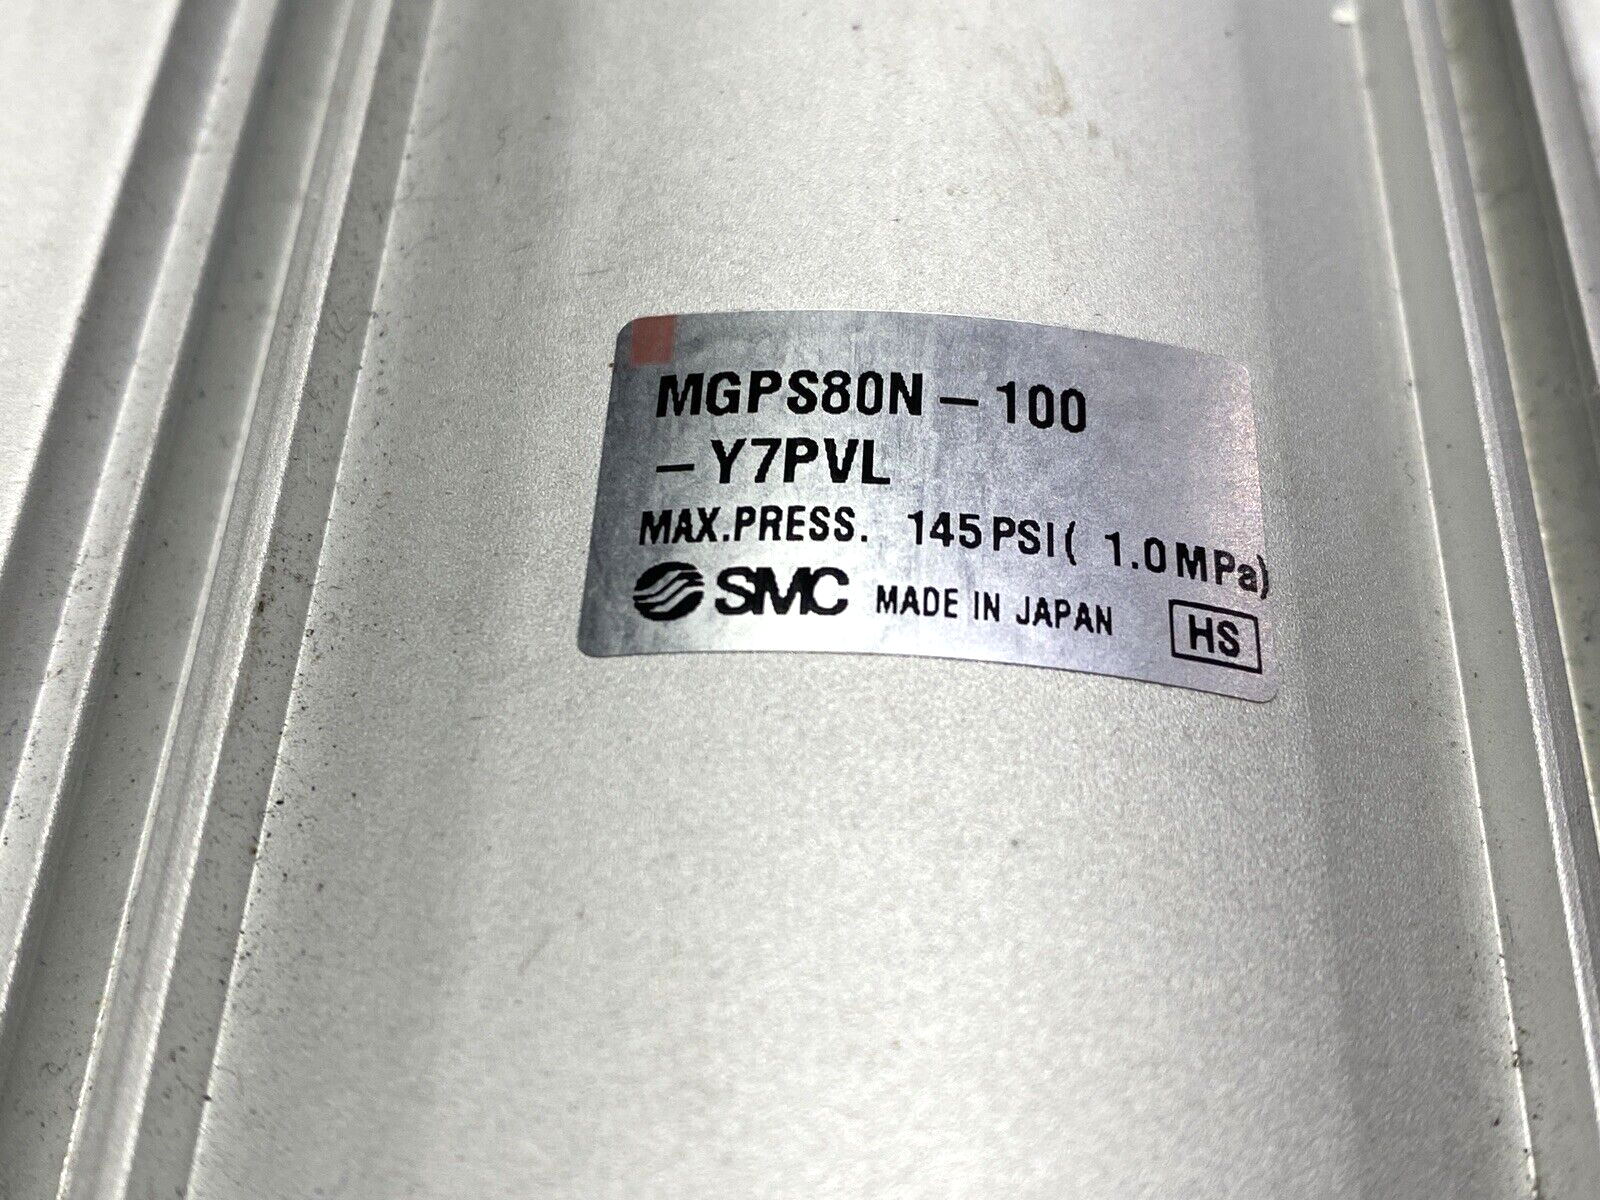 MGPS80N-100
-Y7PVL
MAX.PRESS. 145PSI( 1.0MPa)
SMC MADE IN JAPAN HS